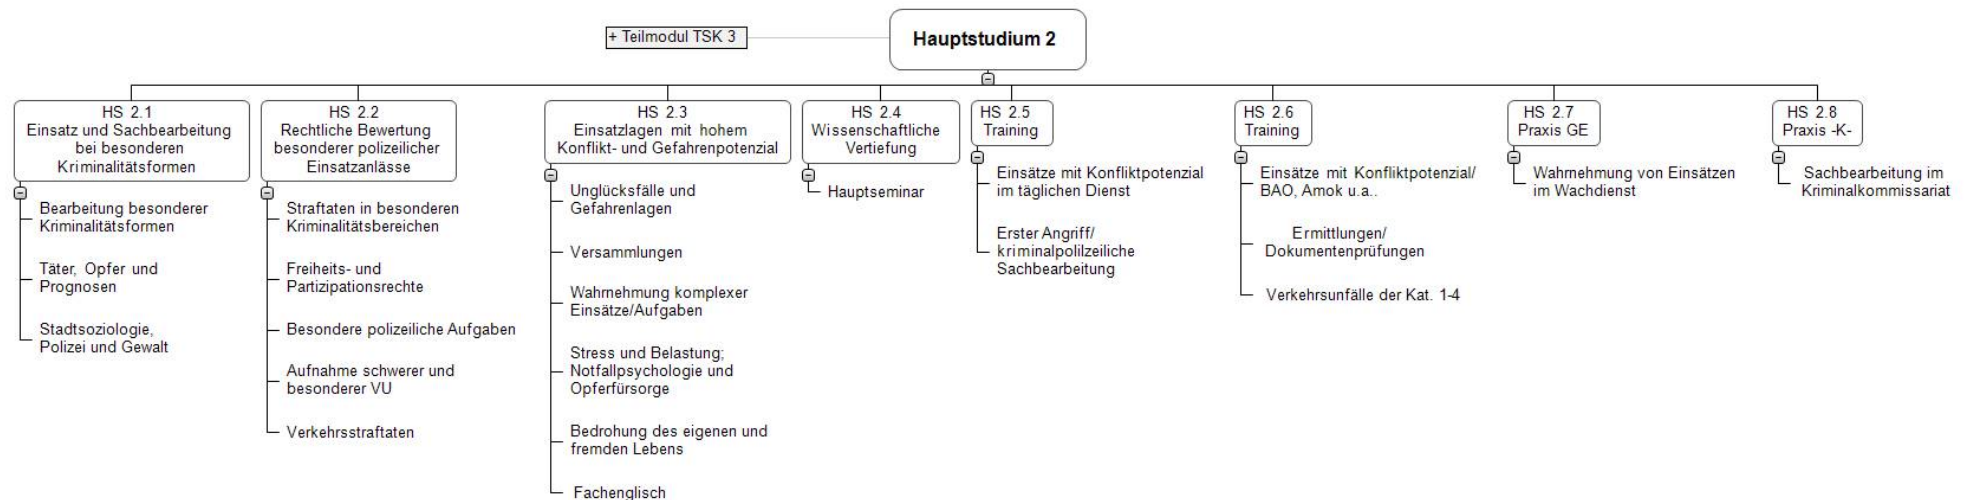 + Teilmodul TSK 3
Hauptstudium 2
HS 2.1
Einsatz und Sachbearbeitung
bei besonderen
Kriminalitätsformen
Bearbeitung besonderer
Kriminalitätsformen
Täter, Opfer und
Prognosen
Stadtsoziologie,
Polizei und Gewalt
HS 2.2
Rechtliche Bewertung
besonderer polizeilicher
Einsatzanlässe
Straftaten in besonderen
Kriminalitätsbereichen
Freiheits- und
Partizipationsrechte
Besondere polizeiliche Aufgaben
Aufnahme schwerer und
besonderer VU
Verkehrsstraftaten
HS 2.3
Einsatzlagen mit hohem
Konflikt- und Gefahrenpotenzial
Unglücksfälle und
Gefahrenlagen
Versammlungen
Wahrnehmung komplexer
Einsätze/Aufgaben
Stress und Belastung;
Notfallpsychologie und
Opferfürsorge
Bedrohung des eigenen und
fremden Lebens
Fachenglisch
HS 2.4
Wissenschaftliche
Vertiefung
Hauptseminar
HS 2.5
Training
Einsätze mit Konfliktpotenzial
im täglichen Dienst
Erster Angriff/
kriminalpolilzeiliche
Sachbearbeitung
HS 2.6
Training
Einsätze mit Konfliktpotenzial/
BAO, Amok u.a..
Ermittlungen/
Dokumentenprüfungen
Verkehrsunfälle der Kat. 1-4
HS 2.7
Praxis GE
Wahrnehmung von Einsätzen
im Wachdienst
HS 2.8
Praxis -K-
Sachbearbeitung im
Kriminalkommissariat